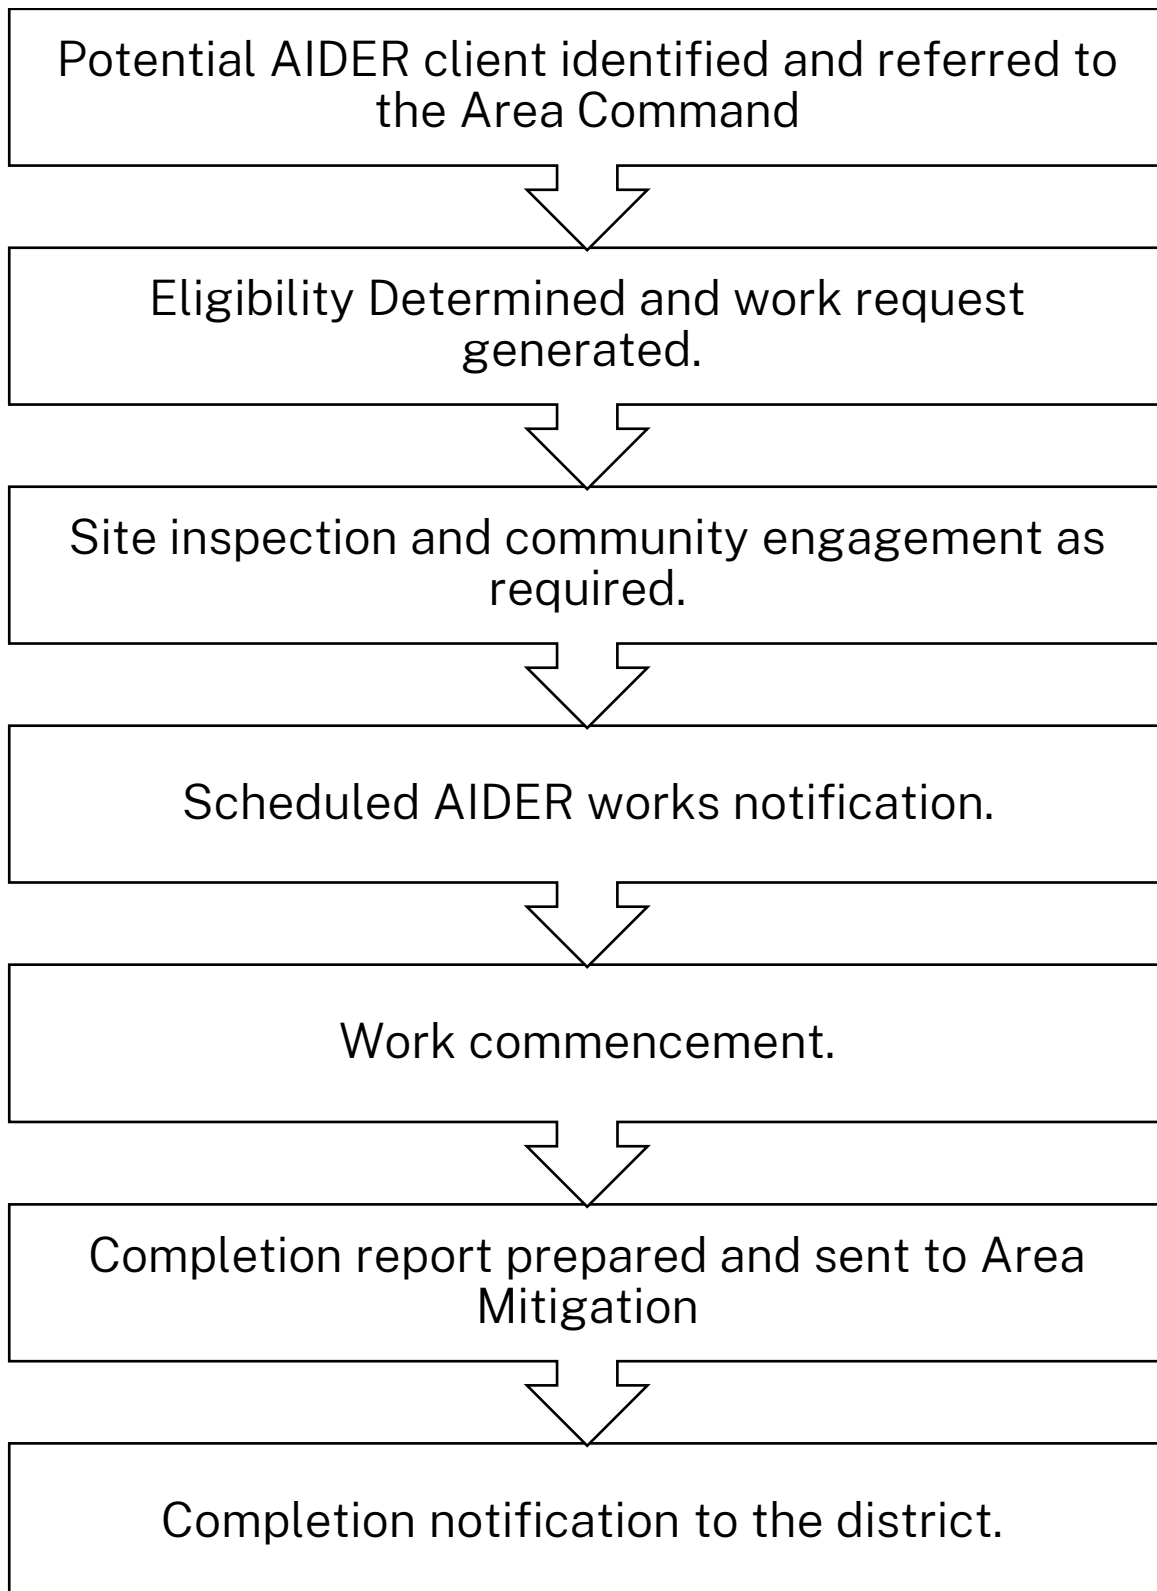 Potential AIDER client identified and referred to
the Area Command
Eligibility Determined and work request
generated.
Site inspection and community engagement as
required.
Scheduled AIDER works notification.
Work commencement.
Completion report prepared and sent to Area
Mitigation
Completion notification to the district.